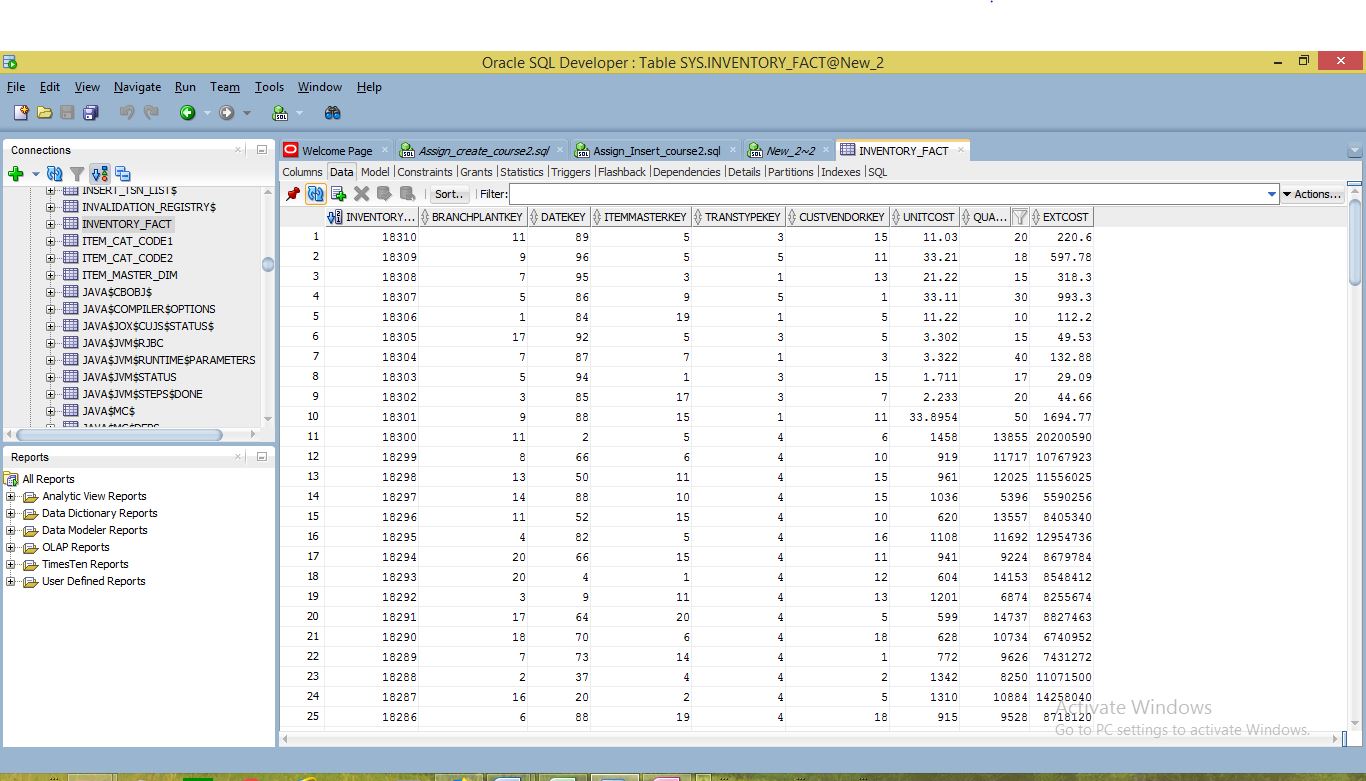 Oracle SQL Developer : Table SYS.INVENTORY_FACT@New_2
File Edit View Navigate Run Team Tools Window Help
Connections
INSERT_TSN_LIST$
INVALIDATION_REGISTRY$
INVENTORY_FACT
ITEM_CAT_CODE1
ITEM_CAT_CODE2
ITEM_MASTER_DIM
JAVA$CBOBJ$
JAVA$COMPILER$OPTIONS
JAVA$JOX$CUJS$STATUS$
JAVA$JVM$RJBC
JAVA$JVM$RUNTIME$PARAMETERS
JAVA$JVM$STATUS
JAVA$JVM$STEPS$DONE
JAVA$MC$
JAVA$MC$DEPS
Reports
All Reports
Analytic View Reports
Data Dictionary Reports
Data Modeler Reports
OLAP Reports
TimesTen Reports
User Defined Reports
Welcome Page Assign_create_course2.sql Assign_Insert_course2.sql New_2~2 INVENTORY_FACT
Columns Data Model Constraints Grants Statistics Triggers Flashback Dependencies Details Partitions Indexes SQL
Sort.. Filter: Actions...
INVENTORY... BRANCHPLANTKEY DATEKEY ITEMMASTERKEY TRANSTYPEKEY CUSTVENDORKEY UNITCOST QUA... EXTCOST
1 18310 11 89 5 3 15 11.03 20 220.6
2 18309 9 96 5 5 11 33.21 18 597.78
3 18308 7 95 3 1 13 21.22 15 318.3
4 18307 5 86 9 5 1 33.11 30 993.3
5 18306 1 84 19 1 5 11.22 10 112.2
6 18305 17 92 5 3 5 3.302 15 49.53
7 18304 7 87 7 1 3 3.322 40 132.88
8 18303 5 94 1 3 15 1.711 17 29.09
9 18302 3 85 17 3 7 2.233 20 44.66
10 18301 9 88 15 1 11 33.8954 50 1694.77
11 18300 11 2 5 4 6 1458 13855 20200590
12 18299 8 66 6 4 10 919 11717 10767923
13 18298 13 50 11 4 15 961 12025 11556025
14 18297 14 88 10 4 15 1036 5396 5590256
15 18296 11 52 15 4 10 620 13557 8405340
16 18295 4 82 5 4 16 1108 11692 12954736
17 18294 20 66 15 4 11 941 9224 8679784
18 18293 20 4 1 4 12 604 14153 8548412
19 18292 3 9 11 4 13 1201 6874 8255674
20 18291 17 64 20 4 5 599 14737 8827463
21 18290 18 70 6 4 18 628 10734 6740952
22 18289 7 73 14 4 1 772 9626 7431272
23 18288 2 37 4 4 2 1342 8250 11071500
24 18287 16 20 2 4 5 1310 10884 14258040
25 18286 6 88 19 4 18 915 9528 8718120
Activate Windows
Go to PC settings to activate Windows.